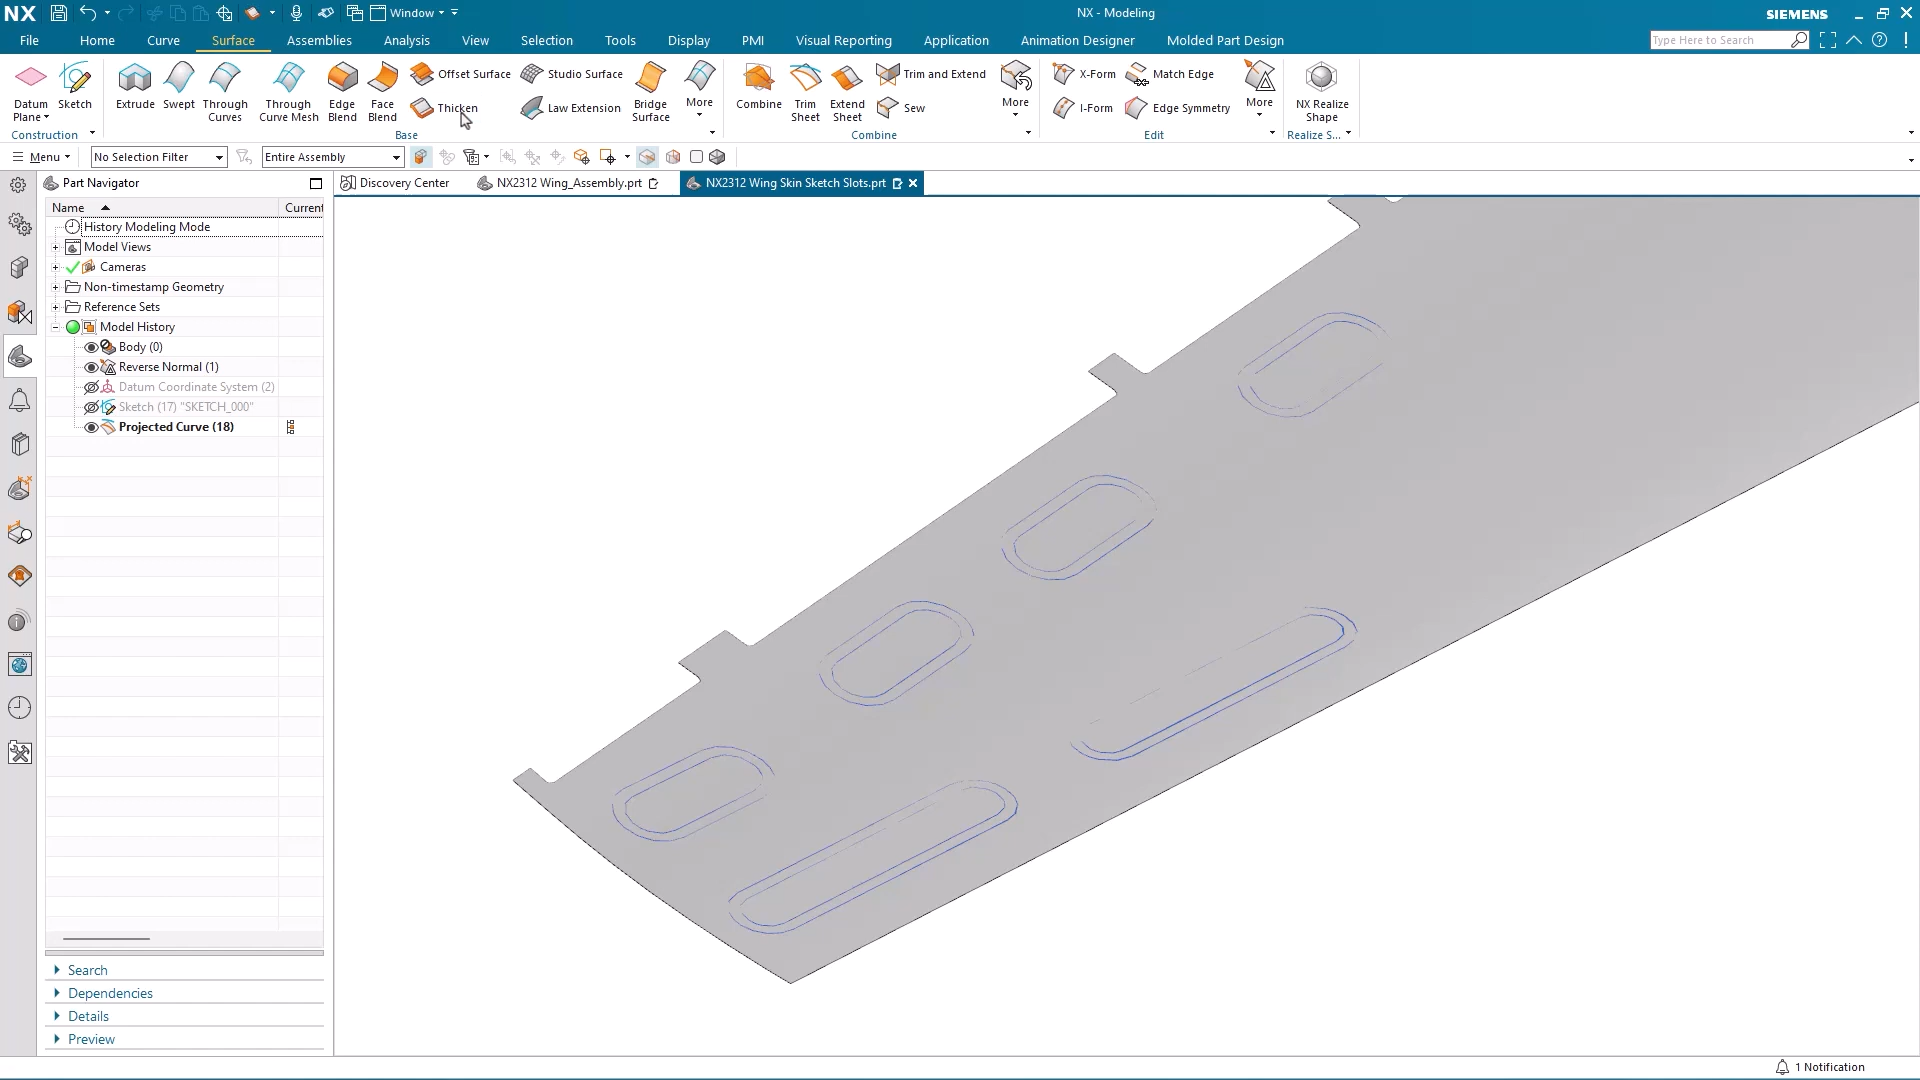 NX
Window
NX - Modeling
SIEMENS
File
Home
Curve
Surface
Assemblies
Analysis
View
Selection
Tools
Display
PMI
Visual Reporting
Application
Animation Designer
Molded Part Design
Type Here to Search
Datum Plane
Sketch
Extrude
Swept
Through Curves
Through Curve Mesh
Edge Blend
Face Blend
Offset Surface
Thicken
Studio Surface
Law Extension
Bridge Surface
More
Combine
Trim Sheet
Extend Sheet
Trim and Extend
Sew
More
X-Form
I-Form
Match Edge
Edge Symmetry
More
NX Realize Shape
Construction
Base
Combine
Edit
Realize S...
Menu
No Selection Filter
Entire Assembly
Part Navigator
Discovery Center
NX2312 Wing_Assembly.prt
NX2312 Wing Skin Sketch Slots.prt
Name
Current
History Modeling Mode
Model Views
Cameras
Non-timestamp Geometry
Reference Sets
Model History
Body (0)
Reverse Normal (1)
Datum Coordinate System (2)
Sketch (17) "SKETCH_000"
Projected Curve (18)
Search
Dependencies
Details
Preview
1 Notification